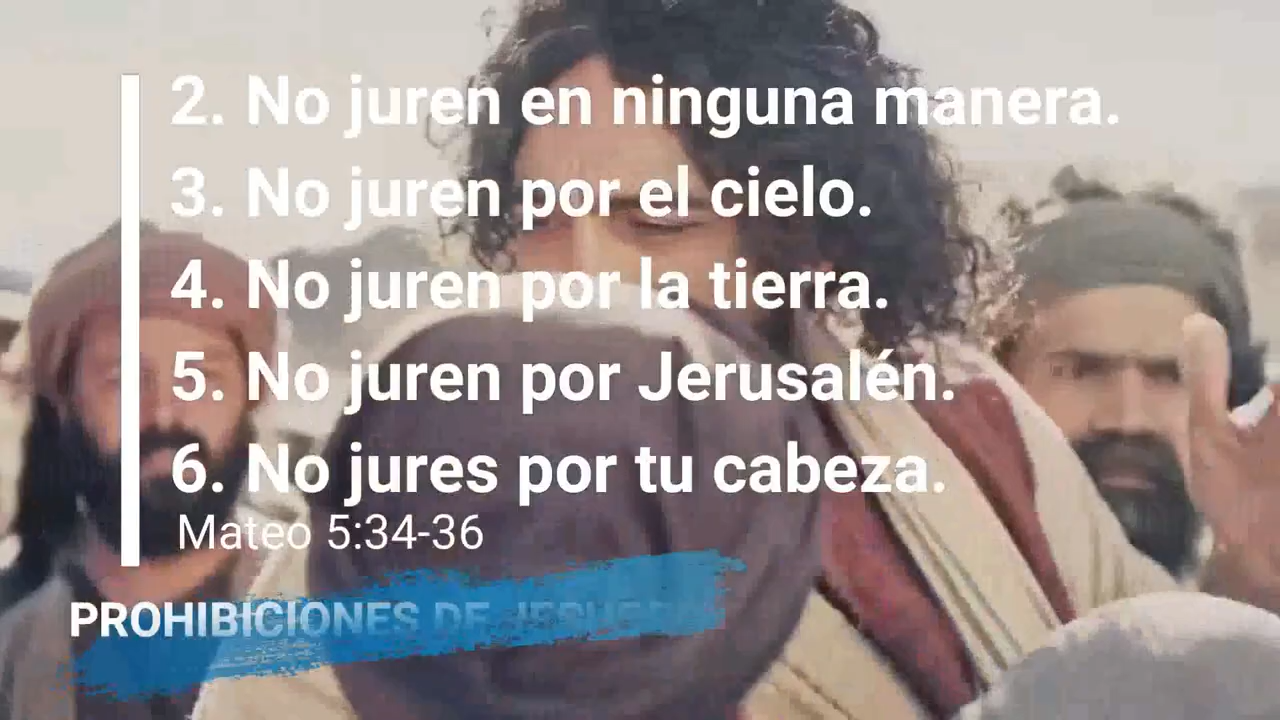 2. No juren en ninguna manera.
3. No juren por el cielo.
4. No juren por la tierra.
5. No juren por Jerusalén.
6. No jures por tu cabeza.
Mateo 5:34-36
PROHIBICIONES DE